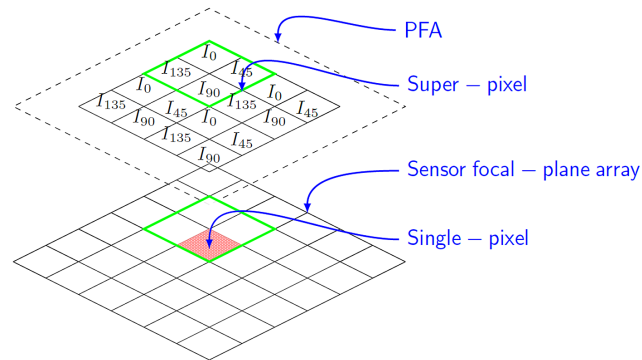 PFA
I₀
I₁₃₅ I₄₅
I₀ I₉₀ I₀
Super – pixel
I₁₃₅ I₄₅ I₁₃₅ I₄₅
I₉₀ I₀ I₉₀
I₁₃₅ I₄₅
I₉₀
Sensor focal – plane array
Single – pixel